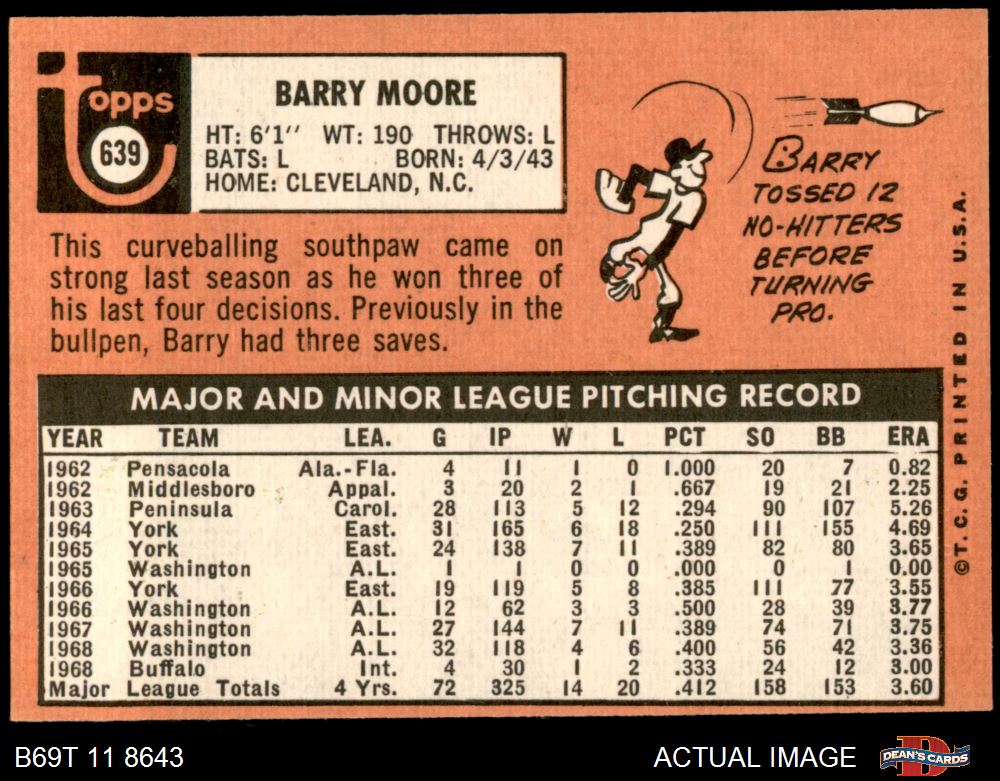 Topps
639
BARRY MOORE
HT: 6'1" WT: 190 THROWS: L
BATS: L BORN: 4/3/43
HOME: CLEVELAND, N.C.
This curveballing southpaw came on
strong last season as he won three of
his last four decisions. Previously in the
bullpen, Barry had three saves.
BARRY
TOSSED 12
NO-HITTERS
BEFORE
TURNING
PRO.
MAJOR AND MINOR LEAGUE PITCHING RECORD
YEAR TEAM LEA. G IP W L PCT SO BB ERA
1962 Pensacola Ala.-Fla. 4 11 1 0 1.000 20 7 0.82
1962 Middlesboro Appal. 3 20 2 1 .667 19 21 2.25
1963 Peninsula Carol. 28 113 5 12 .294 90 107 5.26
1964 York East. 31 165 6 18 .250 111 155 4.69
1965 York East. 24 138 7 11 .389 82 80 3.65
1965 Washington A.L. 1 1 0 0 .000 0 1 0.00
1966 York East. 19 119 5 8 .385 111 77 3.55
1966 Washington A.L. 12 62 3 3 .500 28 39 3.77
1967 Washington A.L. 27 144 7 11 .389 74 71 3.75
1968 Washington A.L. 32 118 4 6 .400 56 42 3.36
1968 Buffalo Int. 4 30 1 2 .333 24 12 3.00
Major League Totals 4 Yrs. 72 325 14 20 .412 158 153 3.60
©T. C. G. PRINTED IN U.S.A.
B69T 11 8643
ACTUAL IMAGE
DEAN'S CARDS